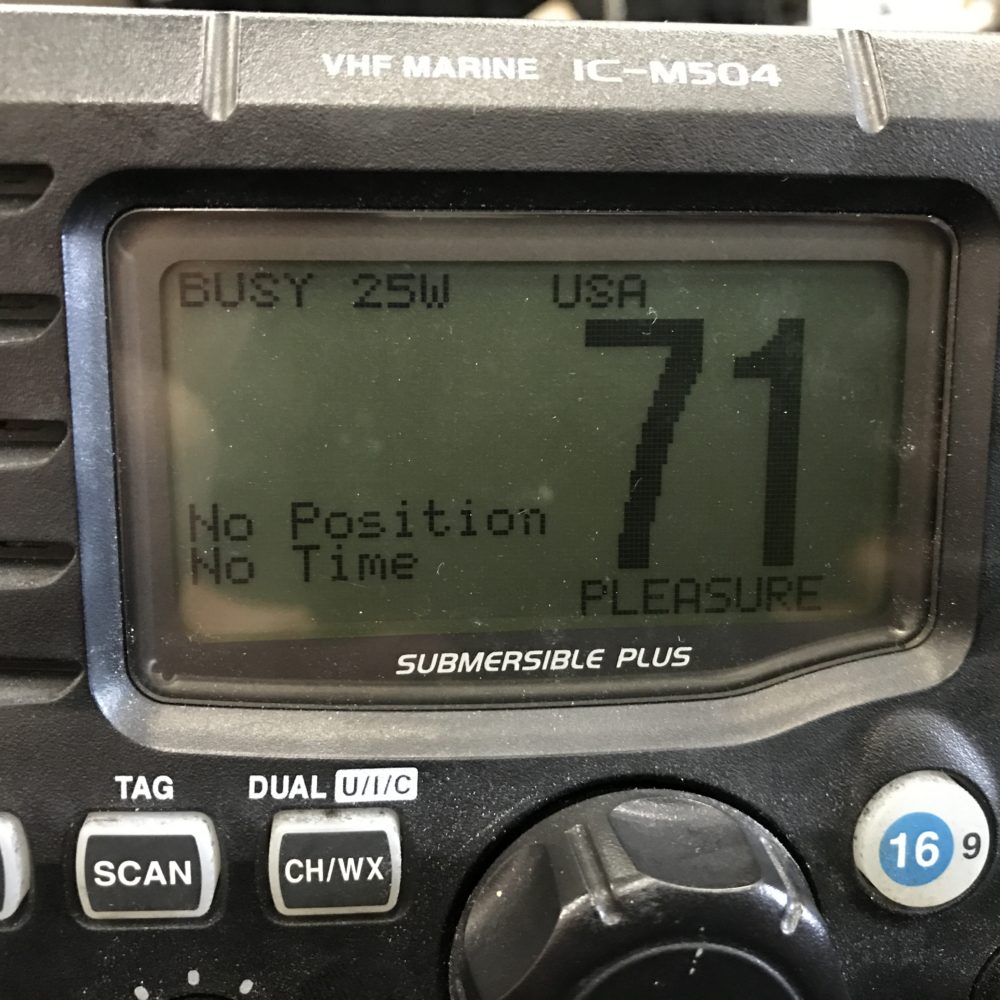 VHF MARINE IC-M504
BUSY 25W USA
71
No Position
No Time
PLEASURE
SUBMERSIBLE PLUS
TAG DUAL U/I/C
SCAN CH/WX 16 9